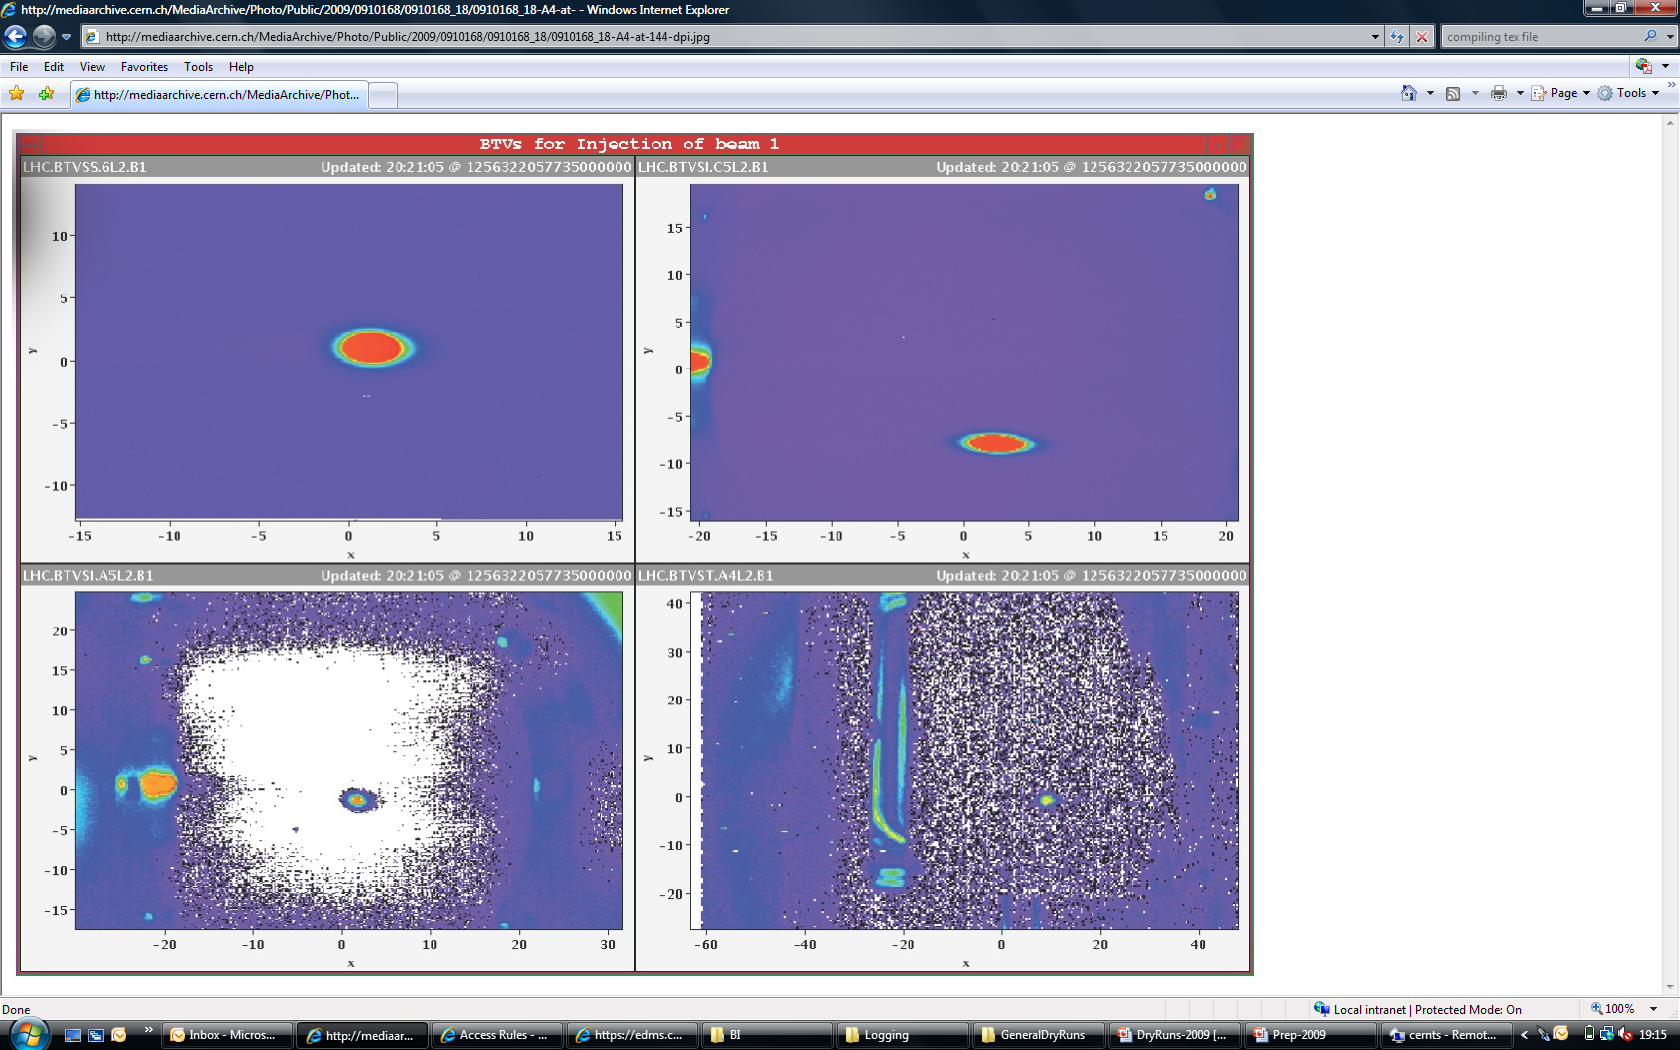 http://mediaarchive.cern.ch/MediaArchive/Photo/Public/2009/0910168/0910168_18/0910168_18-A4-at- - Windows Internet Explorer
http://mediaarchive.cern.ch/MediaArchive/Photo/Public/2009/0910168/0910168_18/0910168_18-A4-at-144-dpi.jpg
compiling tex file
File Edit View Favorites Tools Help
http://mediaarchive.cern.ch/MediaArchive/Phot...
Page Tools
BTVs for Injection of beam 1
LHC.BTVSS.6L2.B1 Updated: 20:21:05 @ 1256322057735000000
10
5
0
-5
-10
y
-15 -10 -5 0 5 10 15
x
LHC.BTVSI.C5L2.B1 Updated: 20:21:05 @ 1256322057735000000
15
10
5
0
-5
-10
-15
y
-20 -15 -10 -5 0 5 10 15 20
x
LHC.BTVSI.A5L2.B1 Updated: 20:21:05 @ 1256322057735000000
20
15
10
5
0
-5
-10
-15
y
-20 -10 0 10 20 30
x
LHC.BTVST.A4L2.B1 Updated: 20:21:05 @ 1256322057735000000
40
30
20
10
0
-10
-20
y
-60 -40 -20 0 20 40
x
Done Local intranet | Protected Mode: On 100%
Inbox - Micros... http://mediaar... Access Rules - ... https://edms.c... BI Logging GeneralDryRuns DryRuns-2009 [... Prep-2009 cernts - Remot... 19:15